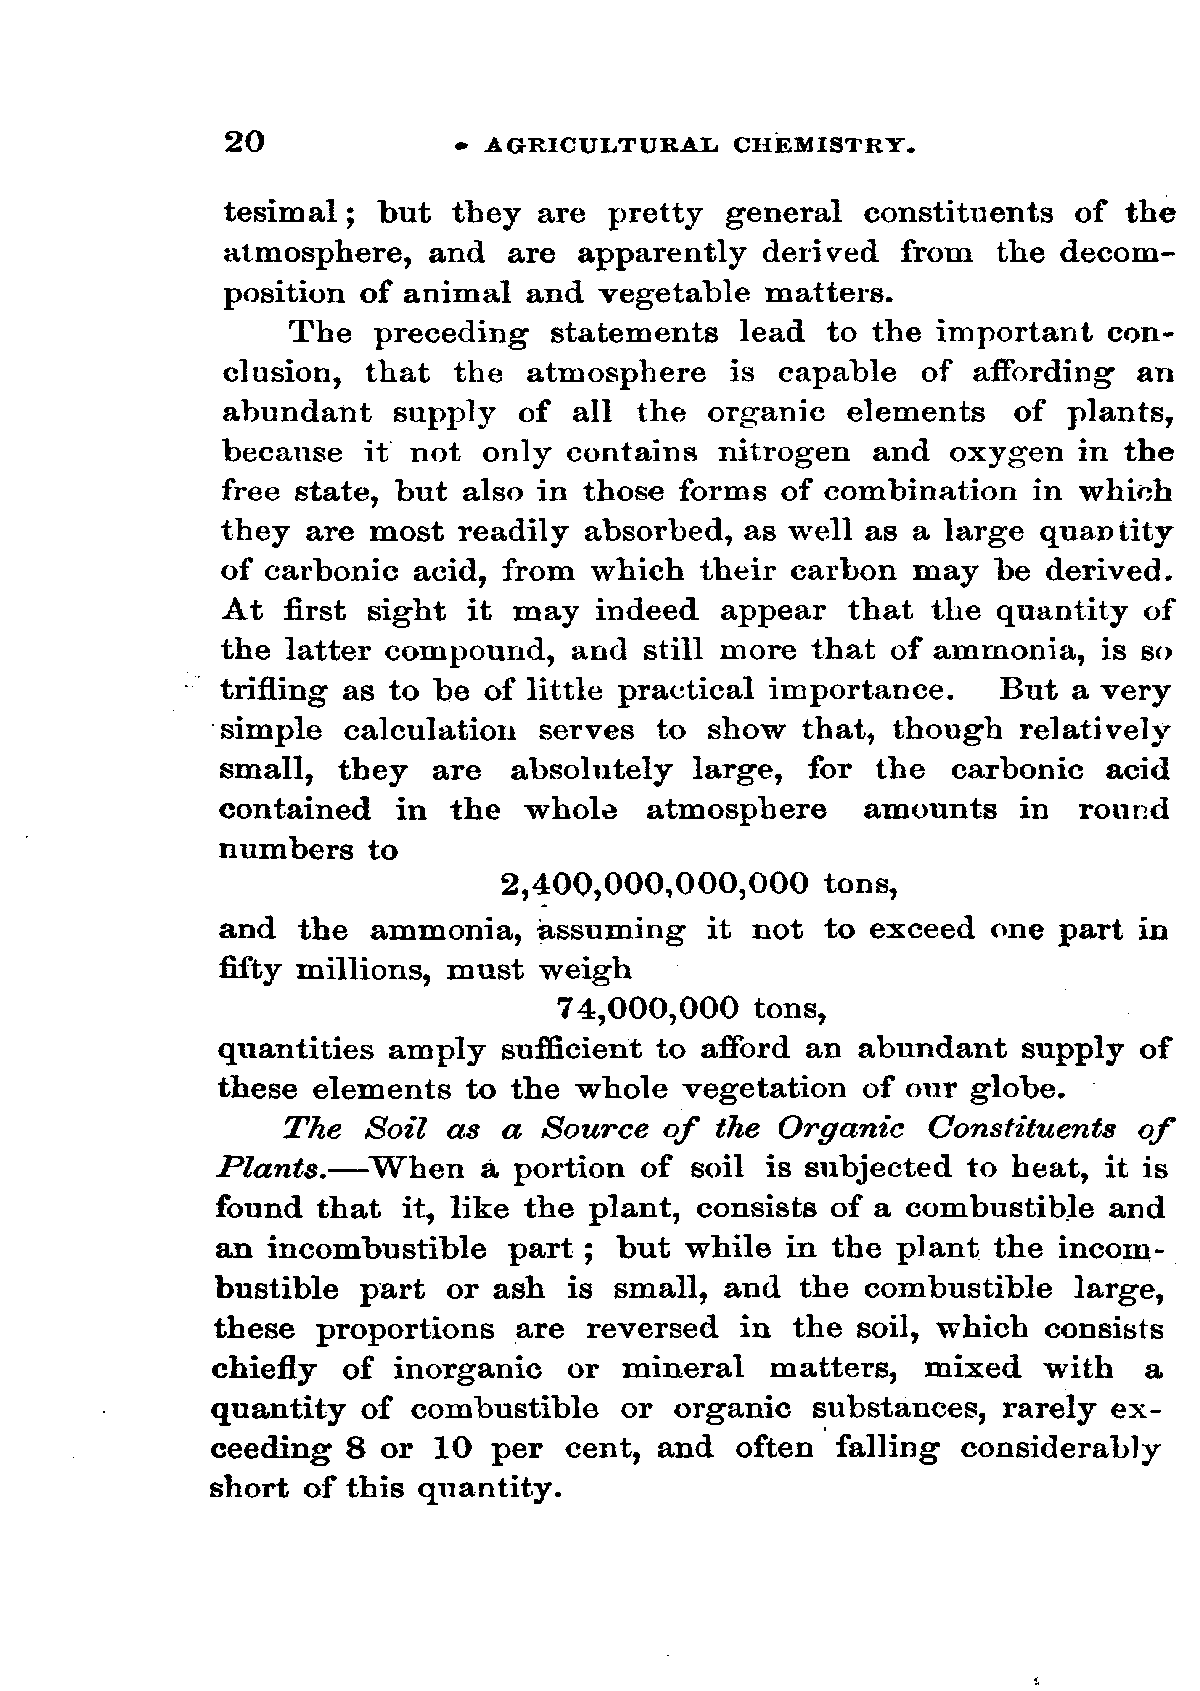 20 AGRICULTURAL CHEMISTRY.
tesimal; but they are pretty general constituents of the
atmosphere, and are apparently derived from the decom-
position of animal and vegetable matters.
The preceding statements lead to the important con-
clusion, that the atmosphere is capable of affording an
abundant supply of all the organic elements of plants,
because it not only contains nitrogen and oxygen in the
free state, but also in those forms of combination in which
they are most readily absorbed, as well as a large quantity
of carbonic acid, from which their carbon may be derived.
At first sight it may indeed appear that the quantity of
the latter compound, and still more that of ammonia, is so
trifling as to be of little practical importance. But a very
simple calculation serves to show that, though relatively
small, they are absolutely large, for the carbonic acid
contained in the whole atmosphere amounts in round
numbers to
2,400,000,000,000 tons,
and the ammonia, assuming it not to exceed one part in
fifty millions, must weigh
74,000,000 tons,
quantities amply sufficient to afford an abundant supply of
these elements to the whole vegetation of our globe.
The Soil as a Source of the Organic Constituents of
Plants.—When a portion of soil is subjected to heat, it is
found that it, like the plant, consists of a combustible and
an incombustible part; but while in the plant the incom-
bustible part or ash is small, and the combustible large,
these proportions are reversed in the soil, which consists
chiefly of inorganic or mineral matters, mixed with a
quantity of combustible or organic substances, rarely ex-
ceeding 8 or 10 per cent, and often falling considerably
short of this quantity.